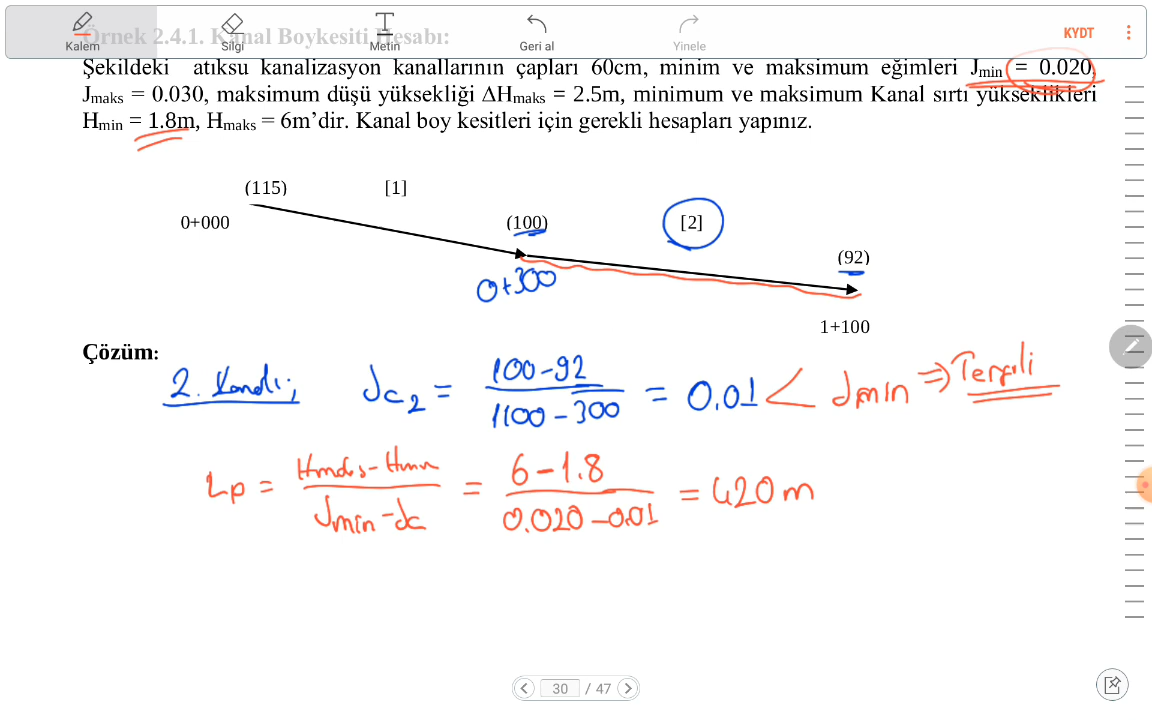 Kalem
Silgi
Metin
Geri al
Yinele
KYDT
Örnek 2.4.1. Kanal Boykesiti Hesabı:
Şekildeki atıksu kanalizasyon kanallarının çapları 60cm, minim ve maksimum eğimleri Jmin = 0.020,
Jmaks = 0.030, maksimum düşü yüksekliği ΔHmaks = 2.5m, minimum ve maksimum Kanal sırtı yükseklikleri
Hmin = 1.8m, Hmaks = 6m’dir. Kanal boy kesitleri için gerekli hesapları yapınız.
(115) [1]
0+000 (100) [2]
(92)
0+300
1+100
Çözüm:
2. Kanal; Jc2 = 100-92 / 1100-300 = 0.01 < Jmin ⇒ Terfili
Lp = Hmaks-Hmin / Jmin-Jc = 6-1.8 / 0.020-0.01 = 420m
30 / 47